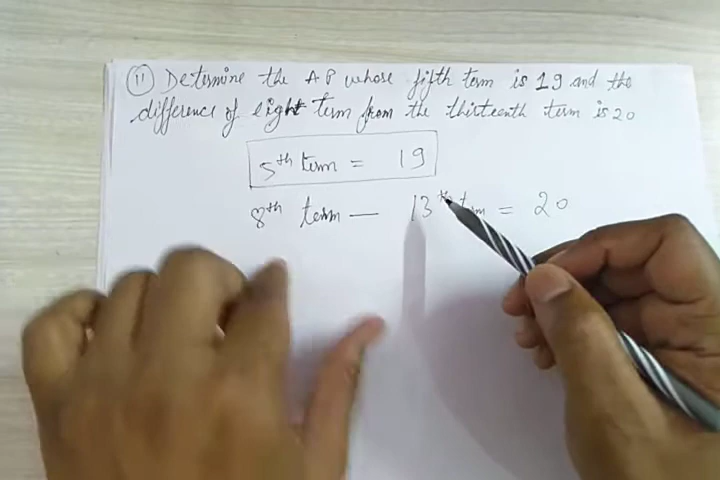 (11) Determine the AP whose fifth term is 19 and the
difference of eight term from the thirteenth term is 20
5th term = 19
8th term — 13th term = 20